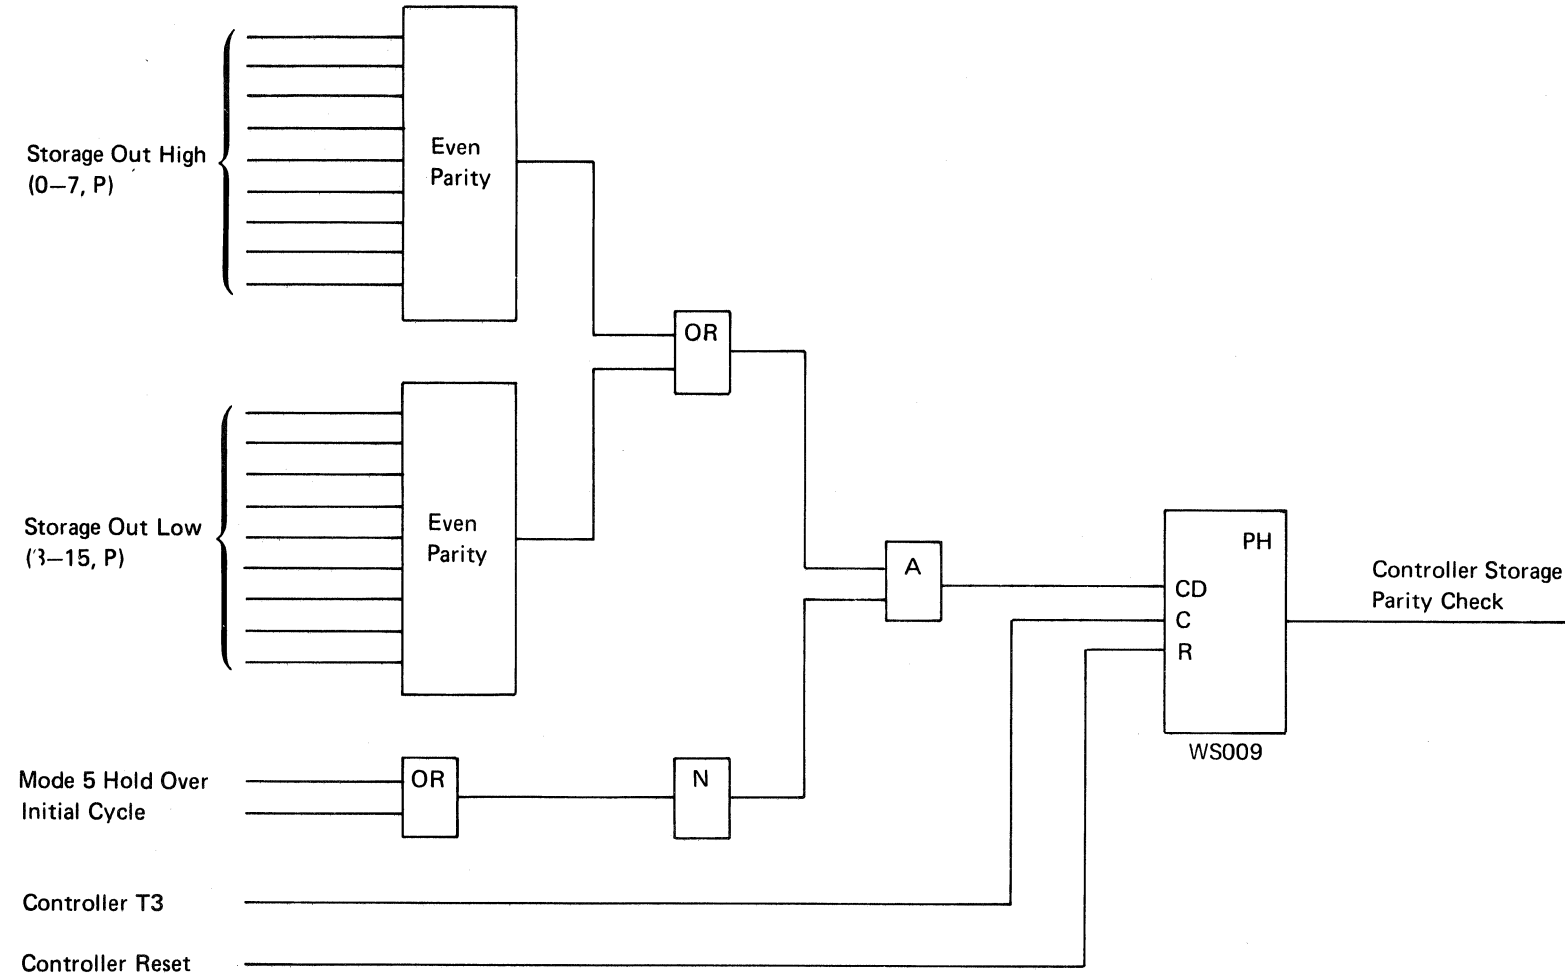 Storage Out High
(0–7, P)
Even
Parity
OR
Storage Out Low
(8–15, P)
Even
Parity
A
PH
CD
C
R
WS009
Controller Storage
Parity Check
Mode 5 Hold Over
Initial Cycle
OR
N
Controller T3
Controller Reset